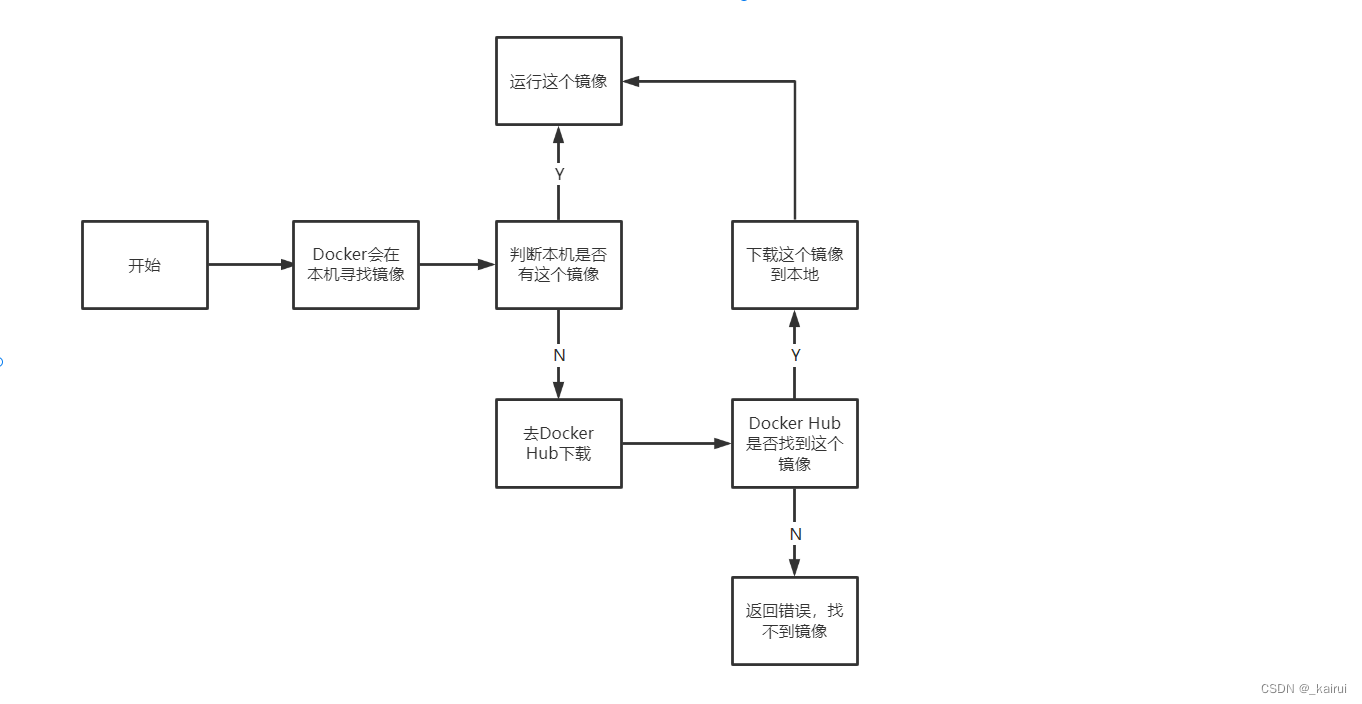 运行这个镜像
Y
开始
Docker会在
本机寻找镜像
判断本机是否
有这个镜像
下载这个镜像
到本地
N
Y
去Docker
Hub下载
Docker Hub
是否找到这个
镜像
N
返回错误，找
不到镜像
CSDN @_kairui